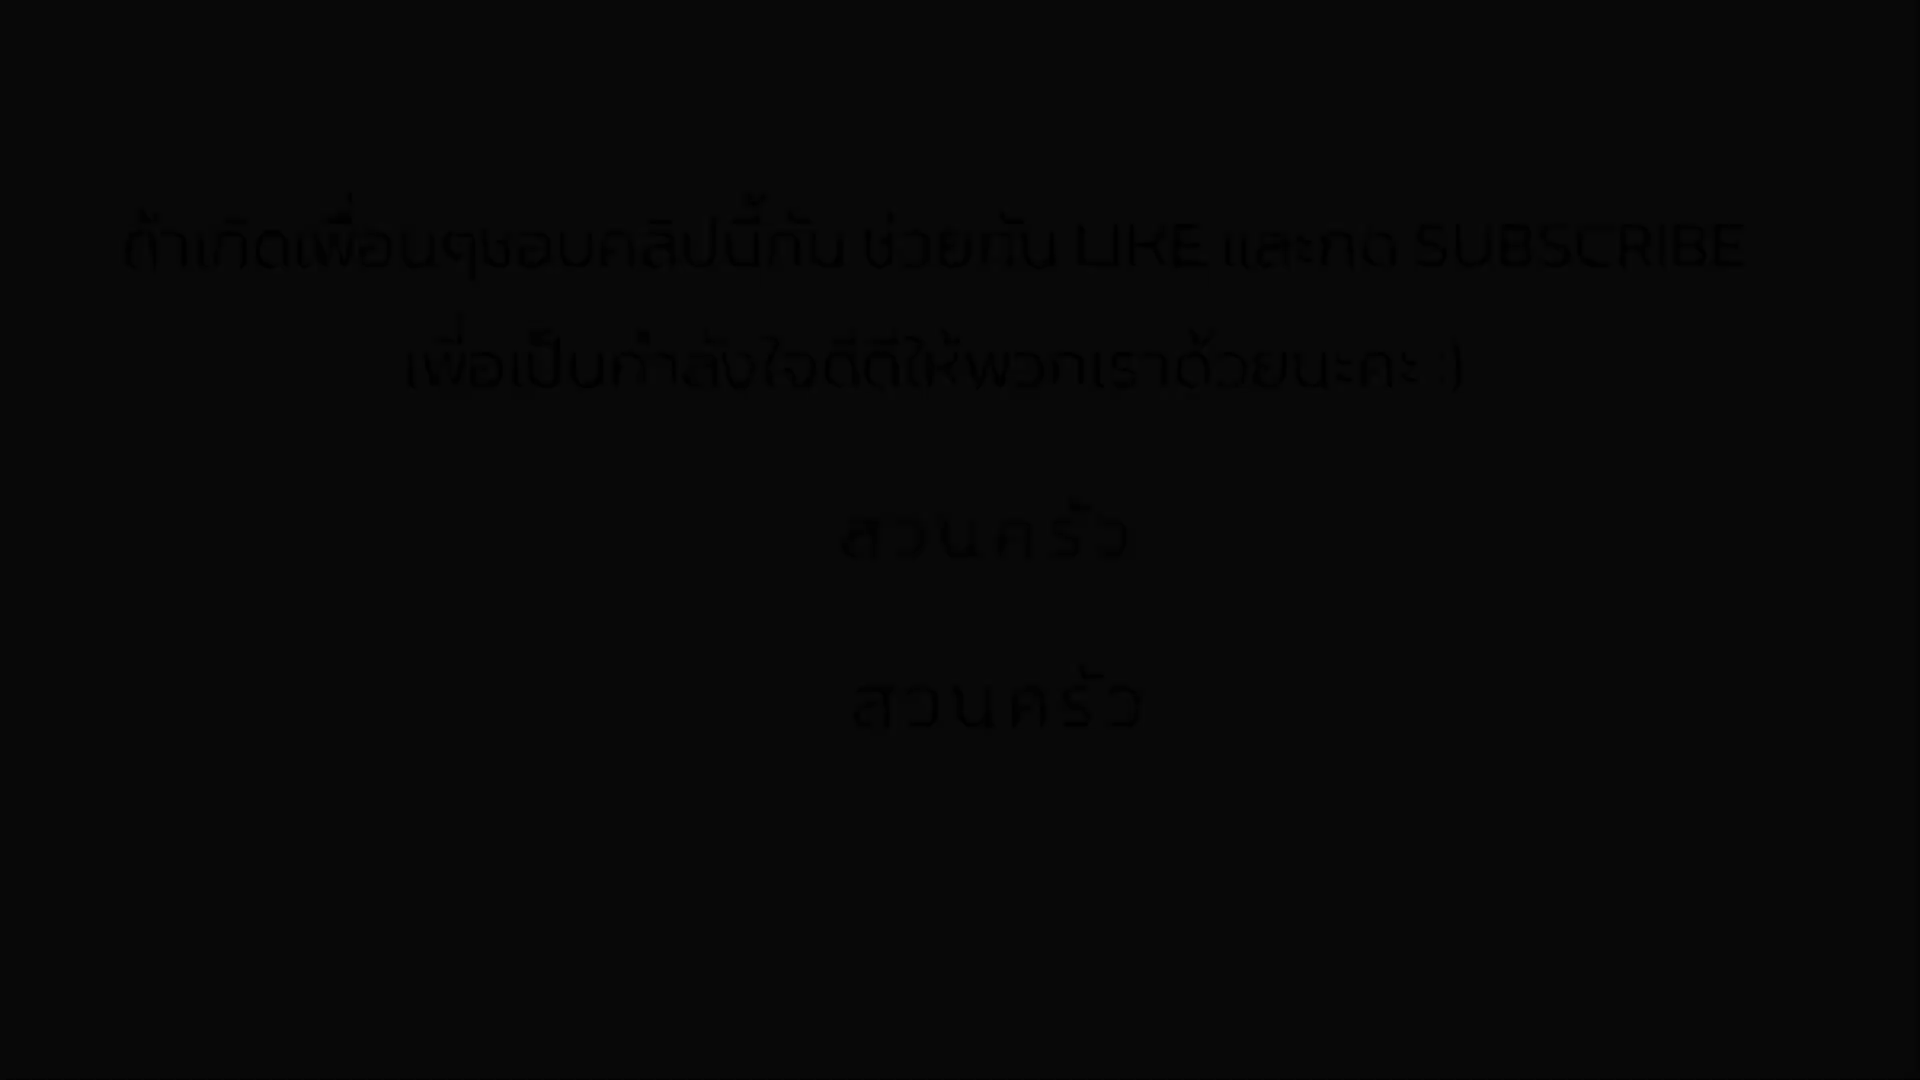 ถ้าเกิดเพื่อนๆชอบคลิปนี้กัน ช่วยกัน LIKE และกด SUBSCRIBE
เพื่อเป็นกำลังใจดีดีให้พวกเราด้วยนะคะ :)
สวนครัว
สวนครัว